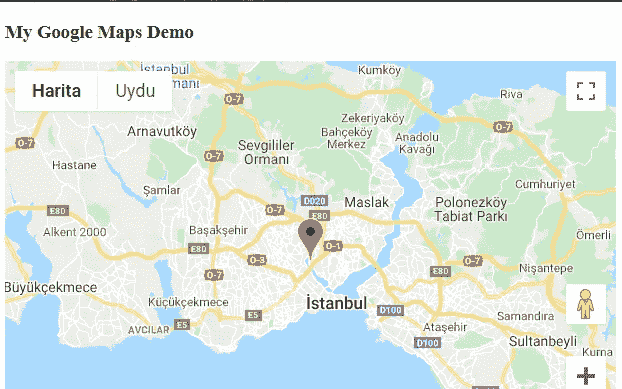 My Google Maps Demo
Harita
Uydu
İstanbul
Kumköy
Riva
O-7
Zekeriyaköy
Arnavutköy
Bahçeköy
Merkez
Anadolu
Kavağı
O-7
Sevgililer
Ormanı
O-7
O-7
Hastane
Şamlar
Cumhuriyet
D020
Maslak
Polonezköy
Tabiat Parkı
E80
O-7
E80
Alkent 2000
Başakşehir
Ömerli
E80
O-1
O-3
O-7
O-7
E80
Nişantepe
Büyükçekmece
Küçükçekmece
İstanbul
E5
D100
Samandıra
AVCILAR
E5
Ataşehir
D100
Sultanbeyli
Kurna